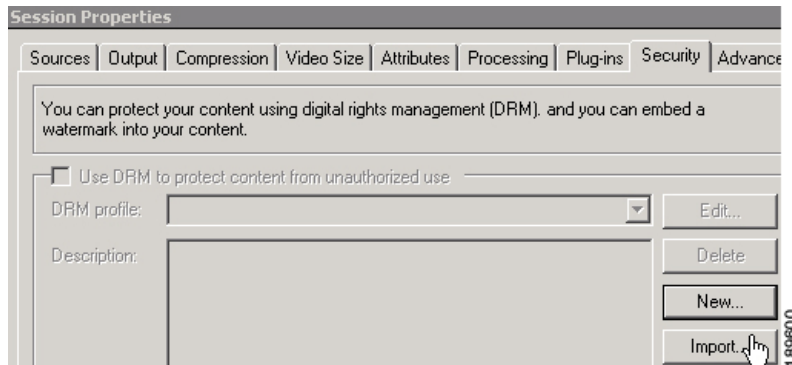 Session Properties
Sources Output Compression Video Size Attributes Processing Plug-ins Security Advance
You can protect your content using digital rights management (DRM). and you can embed a
watermark into your content.
Use DRM to protect content from unauthorized use
DRM profile: Edit...
Description: Delete
New...
Import...
189600